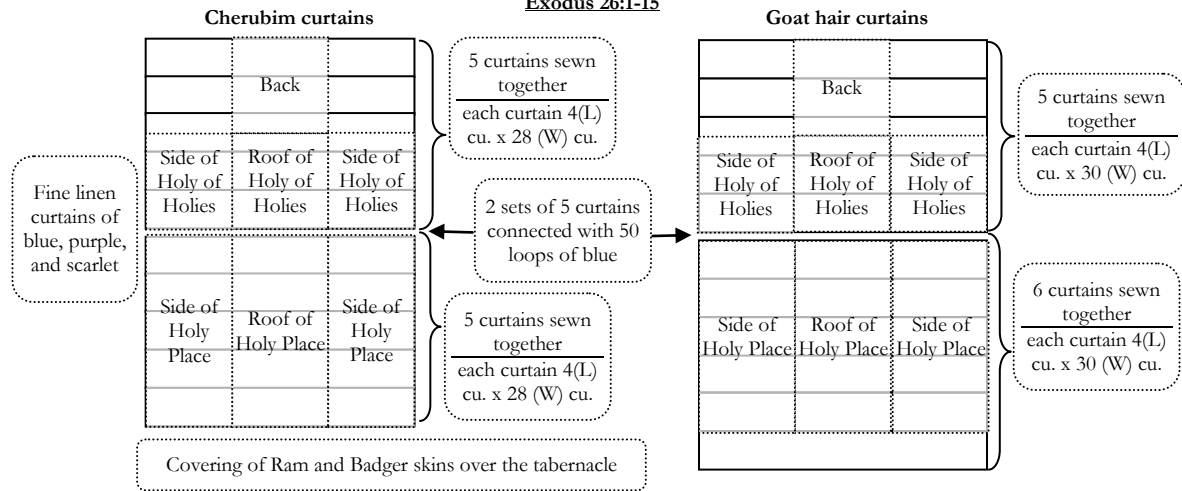 Exodus 26:1-15
Cherubim curtains
Goat hair curtains
Back
5 curtains sewn
together
each curtain 4(L)
cu. x 28 (W) cu.
Back
5 curtains sewn
together
each curtain 4(L)
cu. x 30 (W) cu.
Fine linen
curtains of
blue, purple,
and scarlet
Side of
Holy of
Holies
Roof of
Holy of
Holies
Side of
Holy of
Holies
2 sets of 5 curtains
connected with 50
loops of blue
Side of
Holy of
Holies
Roof of
Holy of
Holies
Side of
Holy of
Holies
Side of
Holy
Place
Roof of
Holy Place
Side of
Holy
Place
5 curtains sewn
together
each curtain 4(L)
cu. x 28 (W) cu.
Side of
Holy Place
Roof of
Holy Place
Side of
Holy Place
6 curtains sewn
together
each curtain 4(L)
cu. x 30 (W) cu.
Covering of Ram and Badger skins over the tabernacle